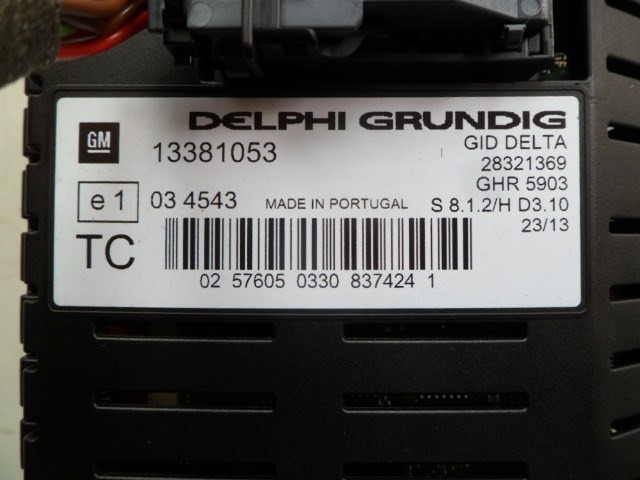 DELPHI GRUNDIG
GM 13381053 GID DELTA
28321369
GHR 5903
e1 03 4543 MADE IN PORTUGAL S 8.1.2/H D3.10
23/13
TC
02 57605 0330 837424 1